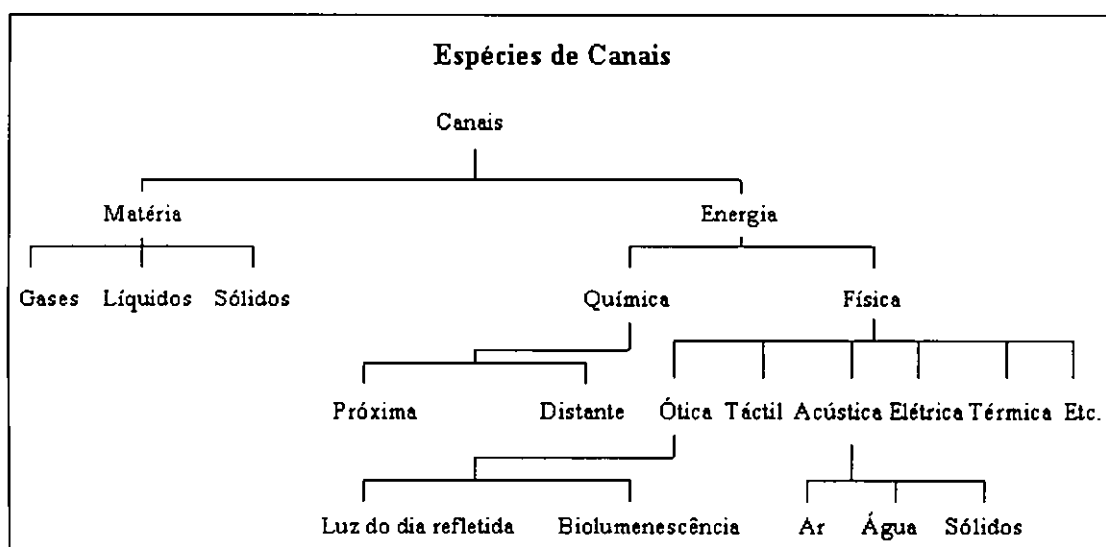 Espécies de Canais
Canais
Matéria Energia
Gases Líquidos Sólidos Química Física
Próxima Distante Ótica Táctil Acústica Elétrica Térmica Etc.
Luz do dia refletida Biolumenescência Ar Água Sólidos